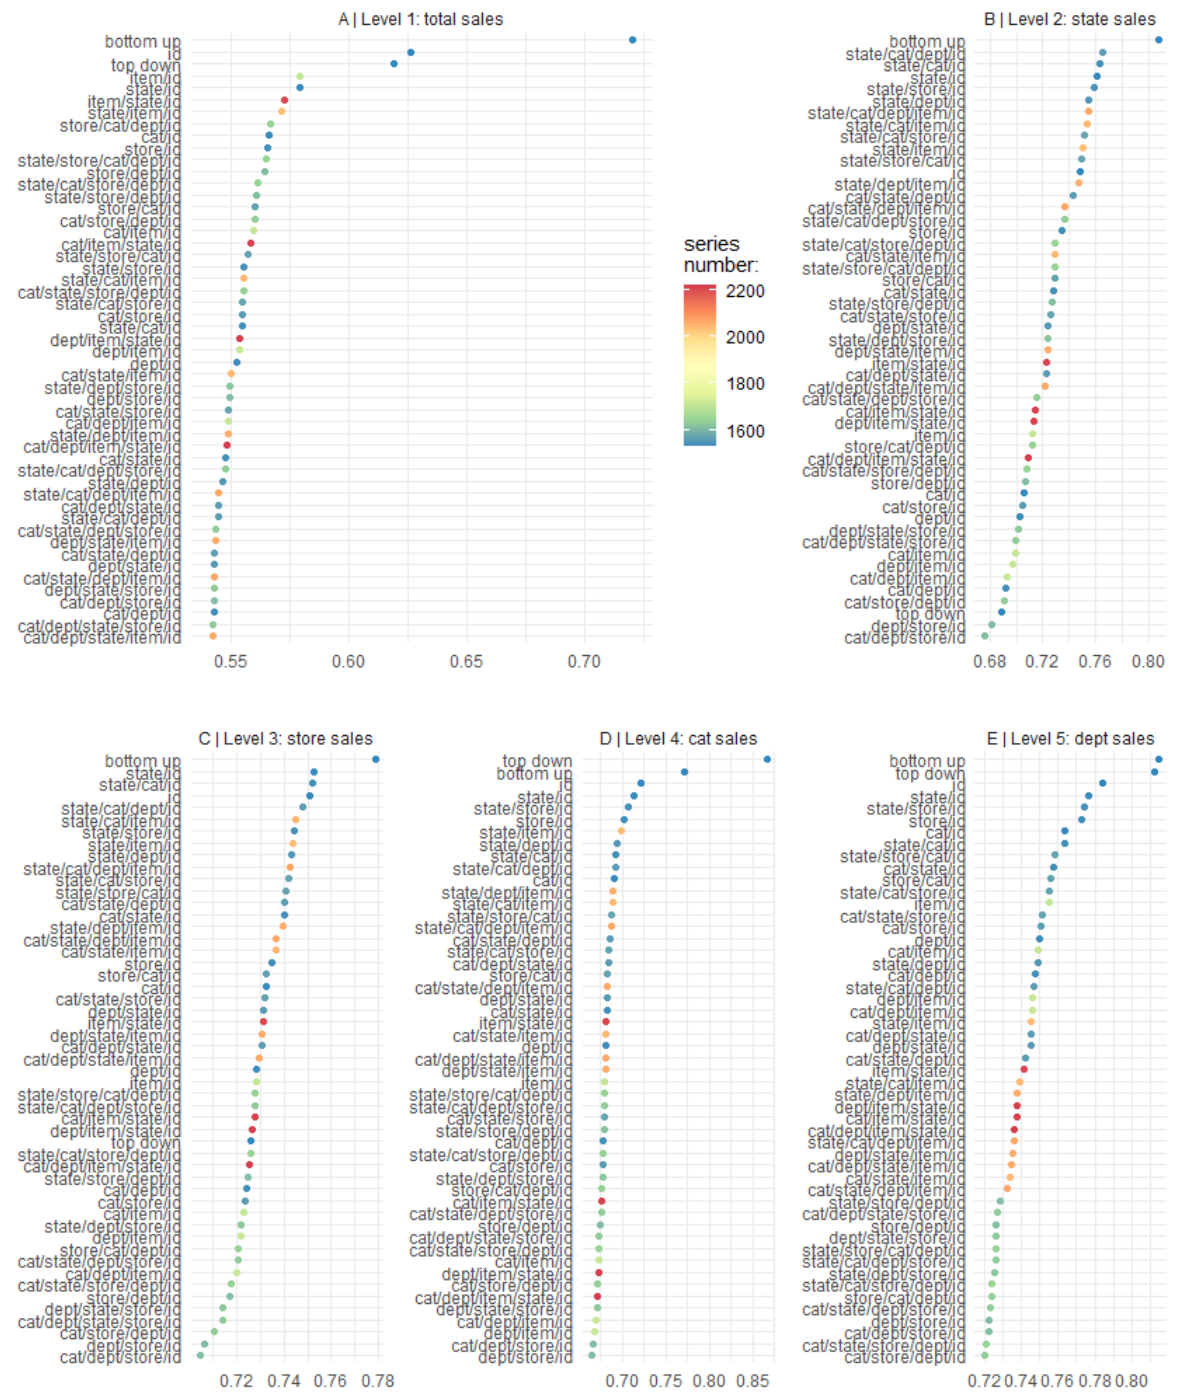 A | Level 1: total sales
bottom up
id
top down
item/id
state/id
item/state/id
state/item/id
store/cat/dept/id
cat/id
store/id
state/store/cat/dept/id
store/dept/id
state/cat/store/dept/id
state/store/dept/id
store/cat/id
cat/store/dept/id
cat/item/id
cat/item/state/id
state/store/cat/id
state/store/id
state/cat/item/id
cat/state/store/dept/id
state/cat/store/id
cat/store/id
state/cat/id
dept/item/state/id
dept/item/id
dept/id
cat/state/item/id
state/dept/store/id
dept/store/id
cat/state/store/id
cat/dept/item/id
state/dept/item/id
cat/dept/item/state/id
cat/state/id
state/cat/dept/store/id
state/dept/id
state/cat/dept/item/id
cat/dept/state/id
state/cat/dept/id
cat/state/dept/store/id
dept/state/item/id
cat/state/dept/id
dept/state/id
cat/state/dept/item/id
dept/state/store/id
cat/dept/store/id
cat/dept/id
cat/dept/state/store/id
cat/dept/state/item/id
0.55 0.60 0.65 0.70
series
number:
2200
2000
1800
1600
B | Level 2: state sales
bottom up
state/cat/dept/id
state/cat/id
state/id
state/store/id
state/dept/id
state/cat/dept/item/id
state/cat/item/id
state/cat/store/id
state/item/id
state/store/cat/id
id
state/dept/item/id
cat/state/dept/id
cat/state/dept/item/id
state/cat/dept/store/id
store/id
state/cat/store/dept/id
cat/state/item/id
state/store/cat/dept/id
store/cat/id
cat/state/id
state/store/dept/id
cat/state/store/id
dept/state/id
state/dept/store/id
dept/state/item/id
item/state/id
cat/dept/state/id
cat/dept/state/item/id
cat/state/dept/store/id
cat/item/state/id
dept/item/state/id
item/id
store/cat/dept/id
cat/dept/item/state/id
cat/state/store/dept/id
store/dept/id
cat/id
cat/store/id
dept/id
dept/state/store/id
cat/dept/state/store/id
cat/item/id
dept/item/id
cat/dept/item/id
cat/dept/id
cat/store/dept/id
top down
dept/store/id
cat/dept/store/id
0.68 0.72 0.76 0.80
C | Level 3: store sales
bottom up
state/id
state/cat/id
id
state/cat/dept/id
state/cat/item/id
state/store/id
state/item/id
state/dept/id
state/cat/dept/item/id
state/cat/store/id
state/store/cat/id
cat/state/dept/id
cat/state/id
state/dept/item/id
cat/state/dept/item/id
cat/state/item/id
store/id
store/cat/id
cat/id
cat/state/store/id
dept/state/id
item/state/id
dept/state/item/id
cat/dept/state/id
cat/dept/state/item/id
dept/id
item/id
state/store/cat/dept/id
state/cat/dept/store/id
cat/item/state/id
dept/item/state/id
top down
state/cat/store/dept/id
cat/dept/item/state/id
state/store/dept/id
cat/dept/id
cat/store/id
cat/item/id
state/dept/store/id
dept/item/id
store/cat/dept/id
cat/state/dept/store/id
cat/dept/item/id
cat/state/store/dept/id
store/dept/id
dept/state/store/id
cat/dept/state/store/id
cat/store/dept/id
dept/store/id
cat/dept/store/id
0.72 0.74 0.76 0.78
D | Level 4: cat sales
top down
bottom up
id
state/id
state/store/id
store/id
state/item/id
state/dept/id
state/cat/id
state/cat/dept/id
cat/id
state/dept/item/id
state/cat/item/id
state/store/cat/id
state/cat/dept/item/id
cat/state/dept/id
state/cat/store/id
cat/dept/state/id
store/cat/id
cat/state/dept/item/id
dept/state/id
cat/state/id
item/state/id
cat/state/item/id
dept/id
cat/dept/state/item/id
dept/state/item/id
item/id
state/store/cat/dept/id
state/cat/dept/store/id
cat/state/store/id
state/store/dept/id
cat/dept/id
state/cat/store/dept/id
cat/store/id
state/dept/store/id
store/cat/dept/id
cat/item/state/id
cat/state/dept/store/id
store/dept/id
cat/dept/state/store/id
cat/state/store/dept/id
cat/item/id
dept/item/state/id
cat/store/dept/id
cat/dept/item/state/id
dept/state/store/id
cat/dept/item/id
dept/item/id
cat/dept/store/id
dept/store/id
0.70 0.75 0.80 0.85
E | Level 5: dept sales
bottom up
top down
id
state/id
state/store/id
store/id
cat/id
state/cat/id
state/store/cat/id
cat/state/id
store/cat/id
state/cat/store/id
item/id
cat/state/store/id
cat/store/id
dept/id
cat/item/id
state/dept/id
cat/dept/id
state/cat/dept/id
dept/item/id
cat/dept/item/id
state/item/id
cat/dept/state/id
dept/state/id
cat/state/dept/id
item/state/id
state/cat/item/id
state/dept/item/id
dept/item/state/id
cat/item/state/id
cat/dept/item/state/id
state/cat/dept/item/id
dept/state/item/id
cat/dept/state/item/id
cat/state/item/id
cat/state/dept/item/id
state/store/dept/id
cat/dept/state/store/id
store/dept/id
dept/state/store/id
state/store/cat/dept/id
state/cat/dept/store/id
state/dept/store/id
state/cat/store/dept/id
store/cat/dept/id
cat/state/dept/store/id
dept/store/id
cat/dept/store/id
cat/state/store/dept/id
cat/store/dept/id
0.72 0.74 0.76 0.78 0.80